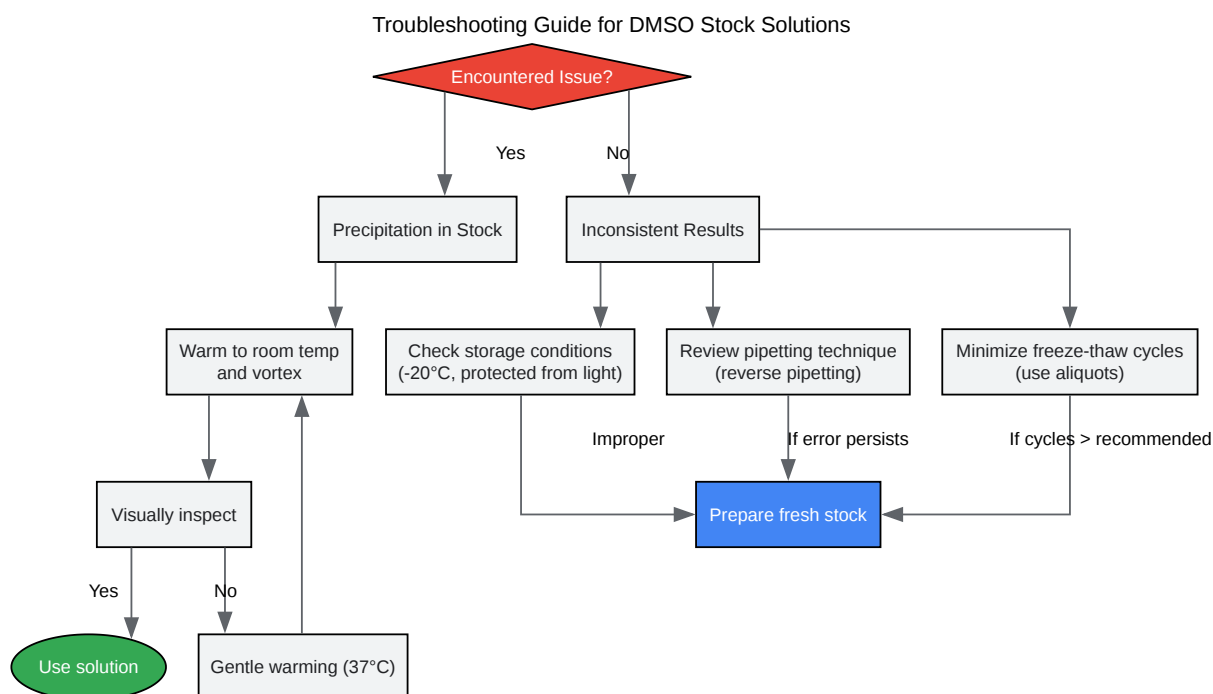 Troubleshooting Guide for DMSO Stock Solutions
Encountered Issue?
Yes
No
Precipitation in Stock
Inconsistent Results
Warm to room temp
and vortex
Check storage conditions
(-20°C, protected from light)
Review pipetting technique
(reverse pipetting)
Minimize freeze-thaw cycles
(use aliquots)
Improper
If error persists
If cycles > recommended
Visually inspect
Prepare fresh stock
Yes
No
Use solution
Gentle warming (37°C)